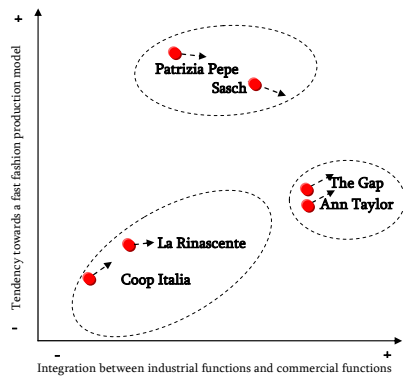 +
Tendency towards a fast fashion production model
Patrizia Pepe
Sasch
The Gap
Ann Taylor
La Rinascente
Coop Italia
-
- +
Integration between industrial functions and commercial functions